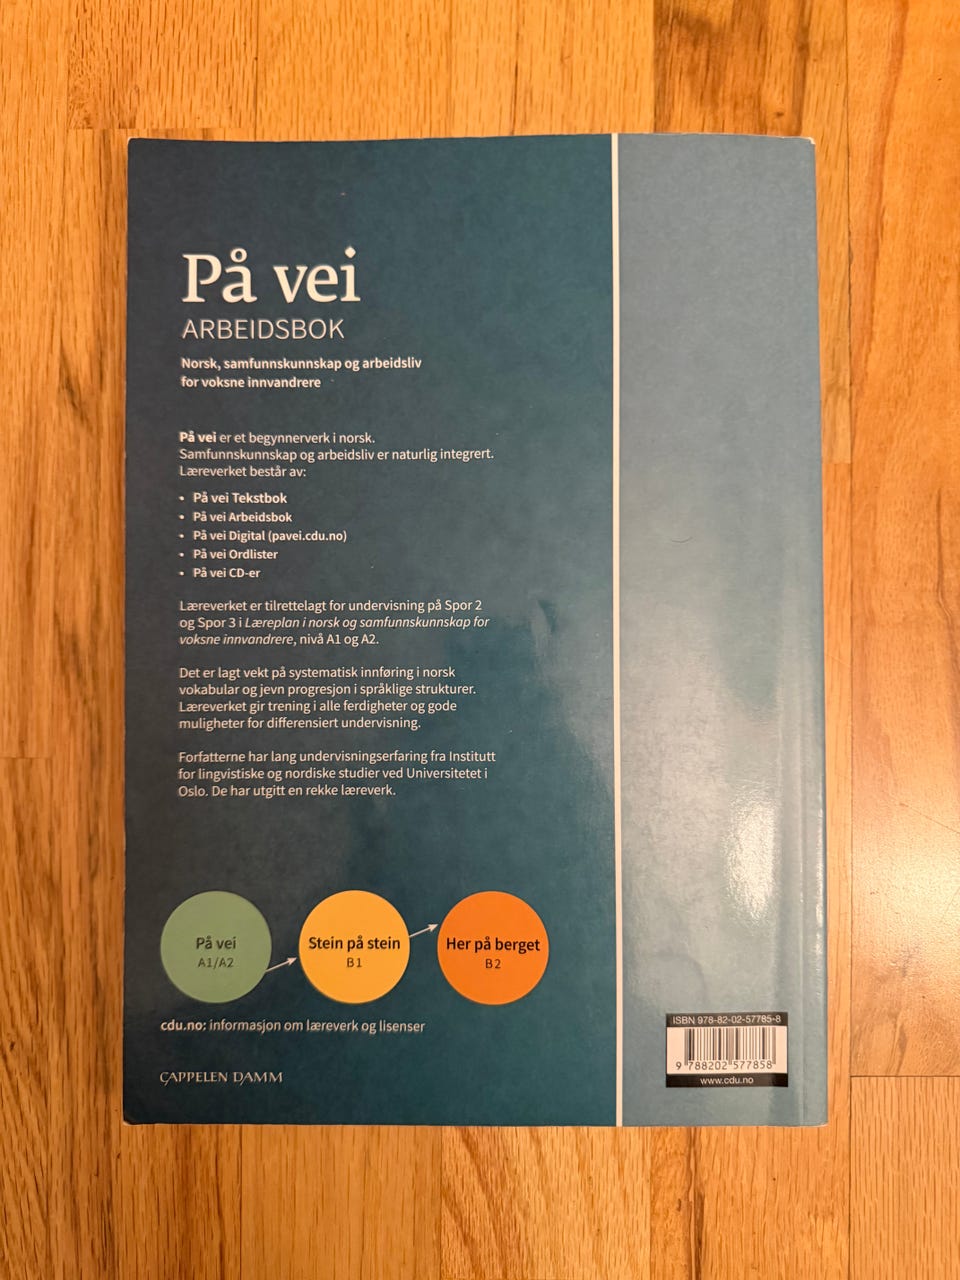 På vei
ARBEIDSBOK
Norsk, samfunnskunnskap og arbeidsliv
for voksne innvandrere
På vei er et begynnerverk i norsk.
Samfunnskunnskap og arbeidsliv er naturlig integrert.
Læreverket består av:
• På vei Tekstbok
• På vei Arbeidsbok
• På vei Digital (pavei.cdu.no)
• På vei Ordlister
• På vei CD-er
Læreverket er tilrettelagt for undervisning på Spor 2
og Spor 3 i Læreplan i norsk og samfunnskunnskap for
voksne innvandrere, nivå A1 og A2.
Det er lagt vekt på systematisk innføring i norsk
vokabular og jevn progresjon i språklige strukturer.
Læreverket gir trening i alle ferdigheter og gode
muligheter for differensiert undervisning.
Forfatterne har lang undervisningserfaring fra Institutt
for lingvistiske og nordiske studier ved Universitetet i
Oslo. De har utgitt en rekke læreverk.
På vei
A1/A2
Stein på stein
B1
Her på berget
B2
cdu.no: informasjon om læreverk og lisenser
CAPPELEN DAMM
ISBN 978-82-02-57785-8
9 788202 577858
www.cdu.no